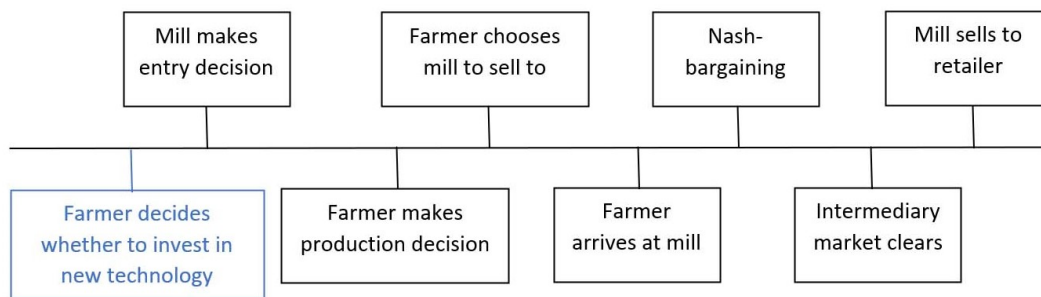 Mill makes
entry decision
Farmer chooses
mill to sell to
Nash-
bargaining
Mill sells to
retailer
Farmer decides
whether to invest in
new technology
Farmer makes
production decision
Farmer
arrives at mill
Intermediary
market clears